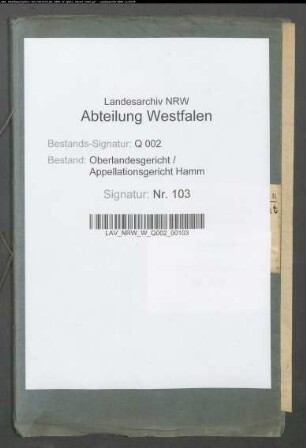 Landesarchiv NRW
Abteilung Westfalen
Bestands-Signatur: Q 002
Bestand: Oberlandesgericht /
Appellationsgericht Hamm
Signatur: Nr. 103
LAV_NRW_W_Q002_00103